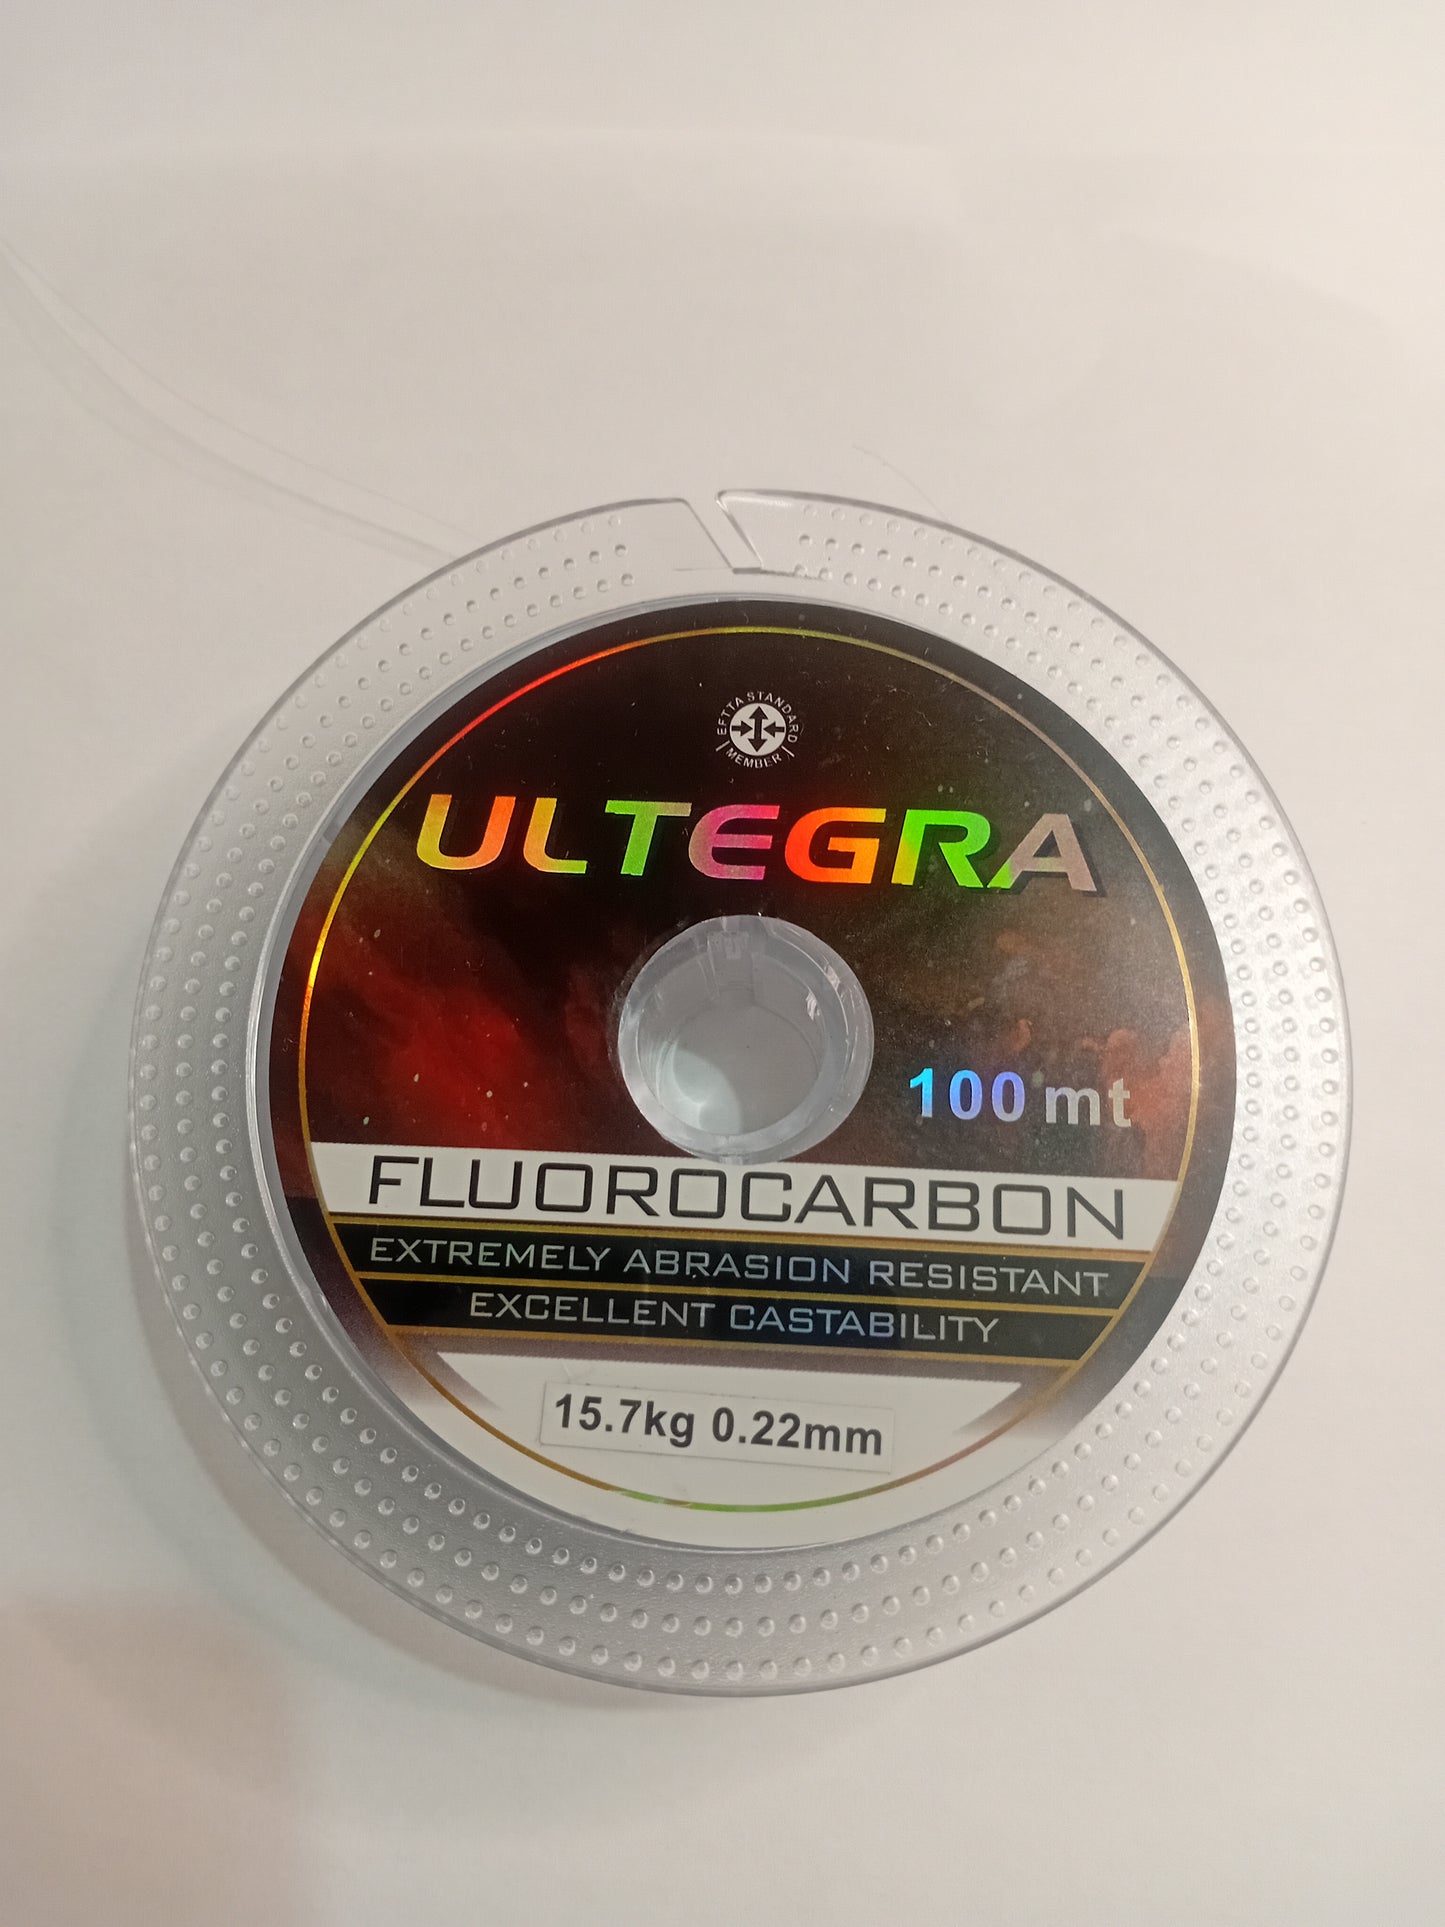 EFTTA STANDARD
MEMBER
ULTEGRA
100 mt
FLUOROCARBON
EXTREMELY ABRASION RESISTANT
EXCELLENT CASTABILITY
15.7kg 0.22mm